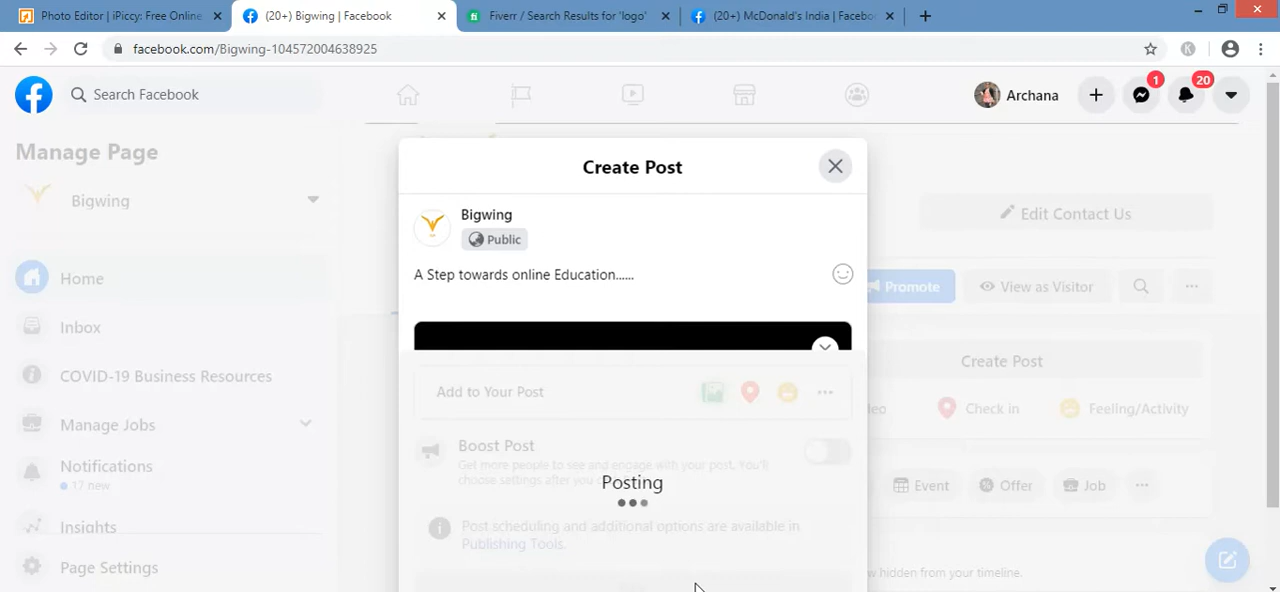 Photo Editor | iPiccy: Free Online
(20+) Bigwing | Facebook
Fiverr / Search Results for 'logo'
(20+) McDonald's India | Facebo
facebook.com/Bigwing-104572004638925
K
Search Facebook
Archana
1
20
Manage Page
Bigwing
Home
Inbox
COVID-19 Business Resources
Manage Jobs
Notifications
17 new
Insights
Page Settings
Create Post
Bigwing
Public
A Step towards online Education......
Add to Your Post
Boost Post
Get more people to see and engage with your post. You'll
choose settings after you c
Posting
Post scheduling and additional options are available in
Publishing Tools.
Edit Contact Us
Promote
View as Visitor
Create Post
deo
Check in
Feeling/Activity
Event
Offer
Job
w hidden from your timeline.